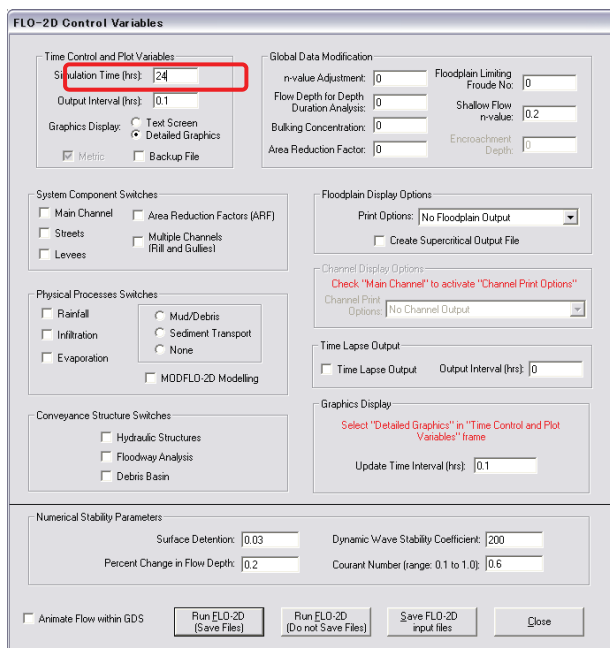 FLO-2D Control Variables
Time Control and Plot Variables
Simulation Time (hrs): 24
Output Interval (hrs): 0.1
Graphics Display: Text Screen
Detailed Graphics
Metric Backup File
Global Data Modification
n-value Adjustment: 0
Flow Depth for Depth Duration Analysis: 0
Bulking Concentration: 0
Area Reduction Factor: 0
Floodplain Limiting Froude No: 0
Shallow Flow n-value: 0.2
Encroachment Depth: 0
System Component Switches
Main Channel Area Reduction Factors (ARF)
Streets Multiple Channels (Rill and Gullies)
Levees
Floodplain Display Options
Print Options: No Floodplain Output
Create Supercritical Output File
Channel Display Options
Check "Main Channel" to activate "Channel Print Options"
Channel Print Options: No Channel Output
Physical Processes Switches
Rainfall Mud/Debris
Infiltration Sediment Transport
Evaporation None
MODFLO-2D Modelling
Time Lapse Output
Time Lapse Output Output Interval (hrs): 0
Conveyance Structure Switches
Hydraulic Structures
Floodway Analysis
Debris Basin
Graphics Display
Select "Detailed Graphics" in "Time Control and Plot
Variables" frame
Update Time Interval (hrs): 0.1
Numerical Stability Parameters
Surface Detention: 0.03 Dynamic Wave Stability Coefficient: 200
Percent Change in Flow Depth: 0.2 Courant Number (range: 0.1 to 1.0): 0.6
Animate Flow within GDS
Run FLO-2D
(Save Files)
Run FLO-2D
(Do not Save Files)
Save FLO-2D
input files
Close